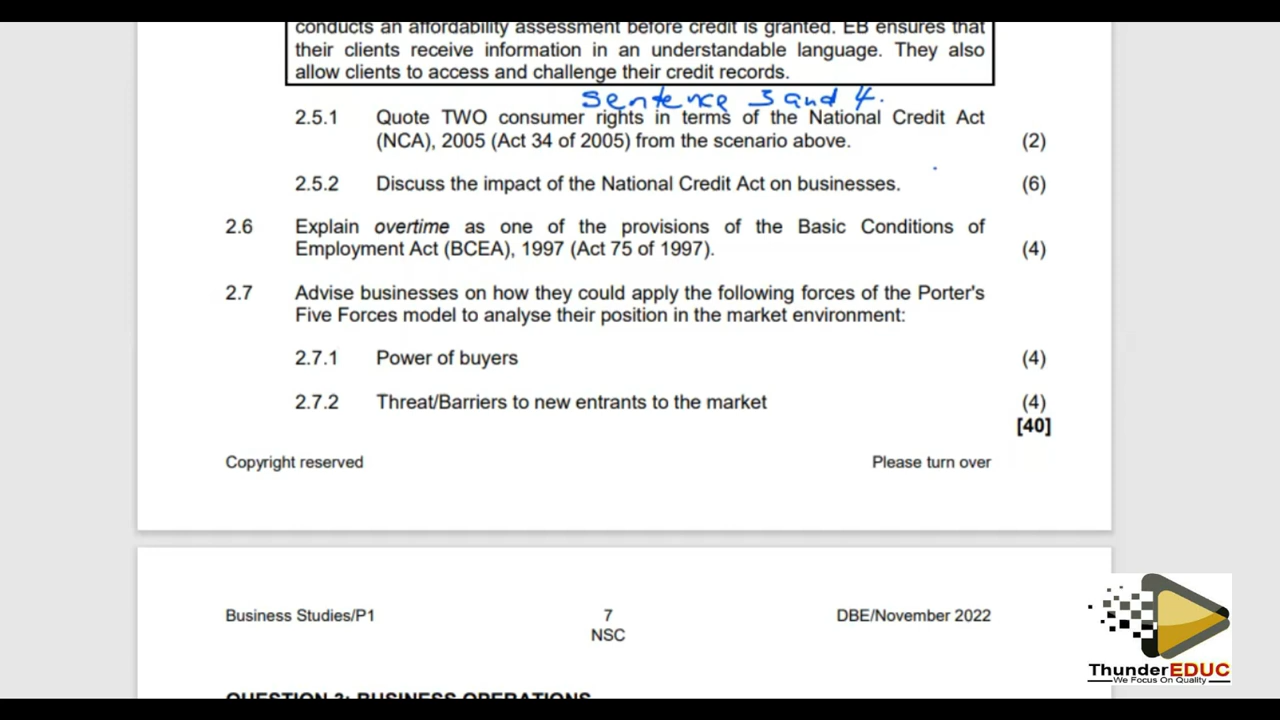 conducts an affordability assessment before credit is granted. EB ensures that
their clients receive information in an understandable language. They also
allow clients to access and challenge their credit records.
sentence 3 and 4.
2.5.1 Quote TWO consumer rights in terms of the National Credit Act
(NCA), 2005 (Act 34 of 2005) from the scenario above. (2)
2.5.2 Discuss the impact of the National Credit Act on businesses. (6)
2.6 Explain overtime as one of the provisions of the Basic Conditions of
Employment Act (BCEA), 1997 (Act 75 of 1997). (4)
2.7 Advise businesses on how they could apply the following forces of the Porter's
Five Forces model to analyse their position in the market environment:
2.7.1 Power of buyers (4)
2.7.2 Threat/Barriers to new entrants to the market (4)
[40]
Copyright reserved Please turn over
Business Studies/P1 7 DBE/November 2022
NSC
QUESTION 3: BUSINESS OPERATIONS
ThunderEDUC
We Focus On Quality